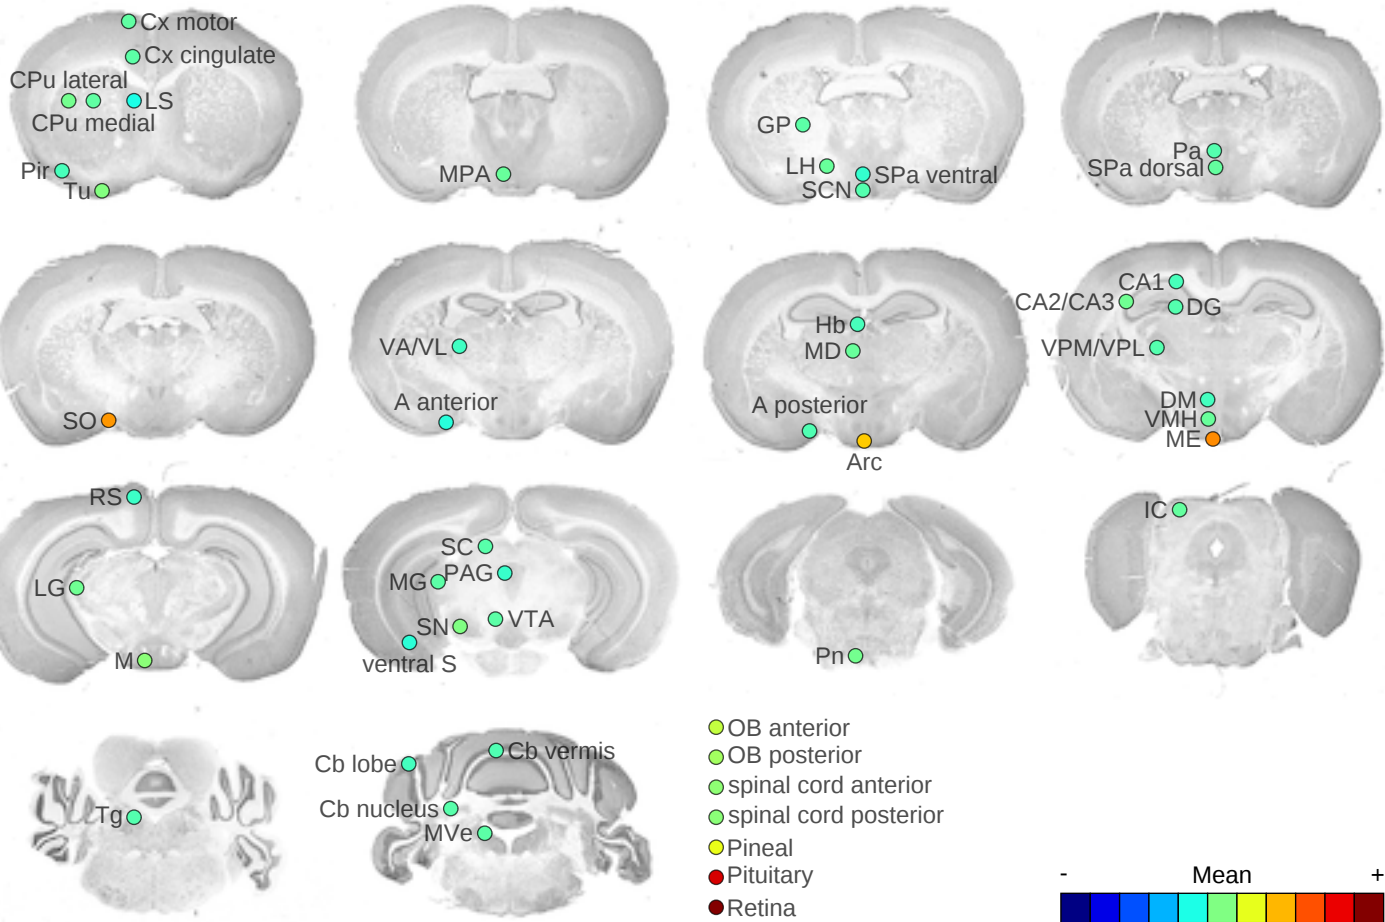 Cx motor
Cx cingulate
CPu lateral
LS
CPu medial
Pir
Tu
MPA
GP
LH
SPa ventral
SCN
Pa
SPa dorsal
SO
VA/VL
A anterior
Hb
MD
A posterior
Arc
CA1
CA2/CA3
DG
VPM/VPL
DM
VMH
ME
RS
LG
M
SC
MG
PAG
SN
VTA
ventral S
Pn
IC
Tg
Cb lobe
Cb vermis
Cb nucleus
MVe
OB anterior
OB posterior
spinal cord anterior
spinal cord posterior
Pineal
Pituitary
Retina
- Mean +